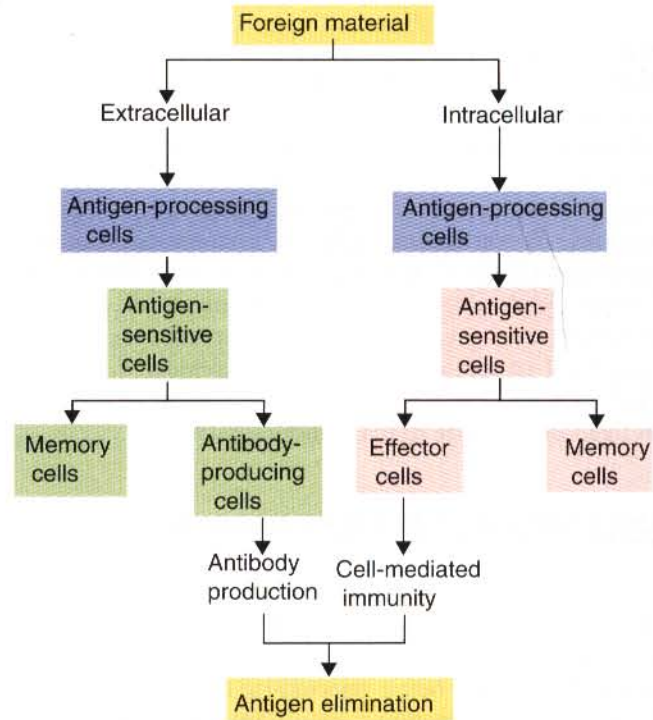 Foreign material
Extracellular
Intracellular
Antigen-processing
cells
Antigen-processing
cells
Antigen-
sensitive
cells
Antigen-
sensitive
cells
Memory
cells
Antibody-
producing
cells
Effector
cells
Memory
cells
Antibody
production
Cell-mediated
immunity
Antigen elimination